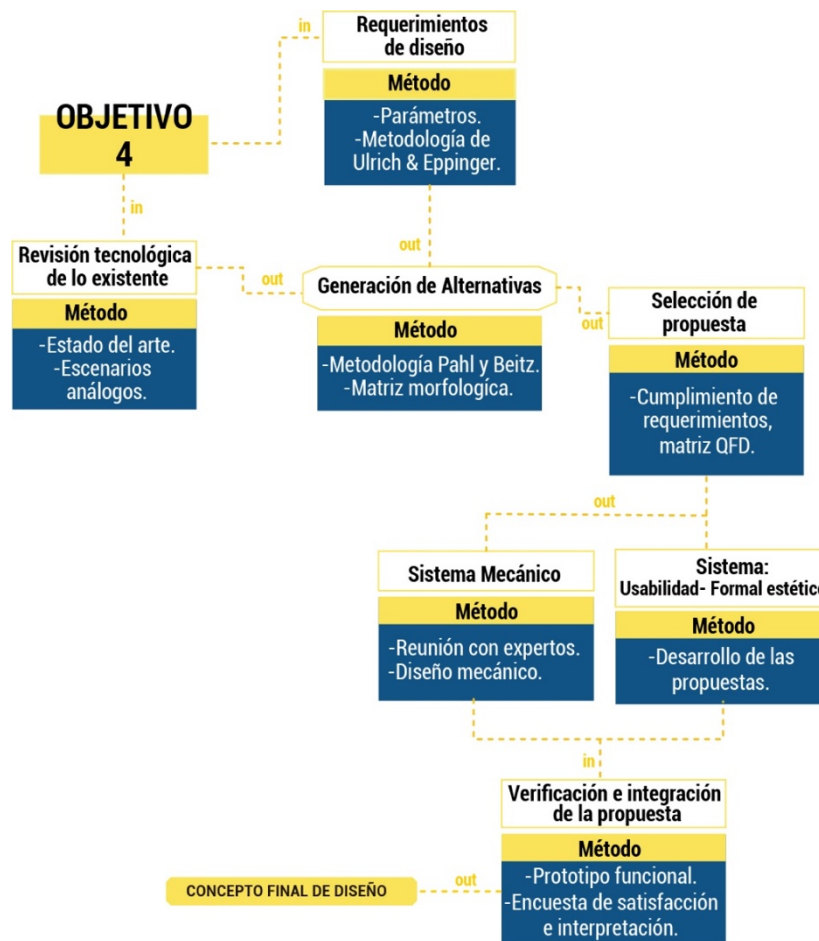 in
Requerimientos
de diseño
Método
-Parámetros.
-Metodología de
Ulrich & Eppinger.
OBJETIVO
4
in
out
Revisión tecnológica
de lo existente
Método
-Estado del arte.
-Escenarios
análogos.
out
Generación de Alternativas
Método
-Metodología Pahl y Beitz.
-Matriz morfologíca.
out
Selección de
propuesta
Método
-Cumplimiento de
requerimientos,
matriz QFD.
out
Sistema Mecánico
Método
-Reunión con expertos.
-Diseño mecánico.
Sistema:
Usabilidad- Formal estético
Método
-Desarrollo de las
propuestas.
in
Verificación e integración
de la propuesta
Método
-Prototipo funcional.
-Encuesta de satisfacción
e interpretación.
out
CONCEPTO FINAL DE DISEÑO